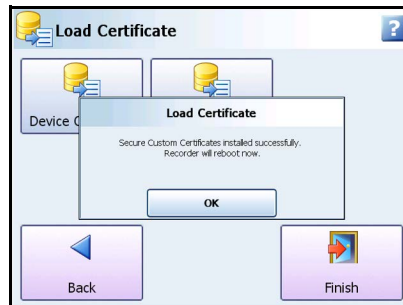 Load Certificate
?
Device C
Load Certificate
Secure Custom Certificates installed successfully.
Recorder will reboot now.
OK
Back
Finish